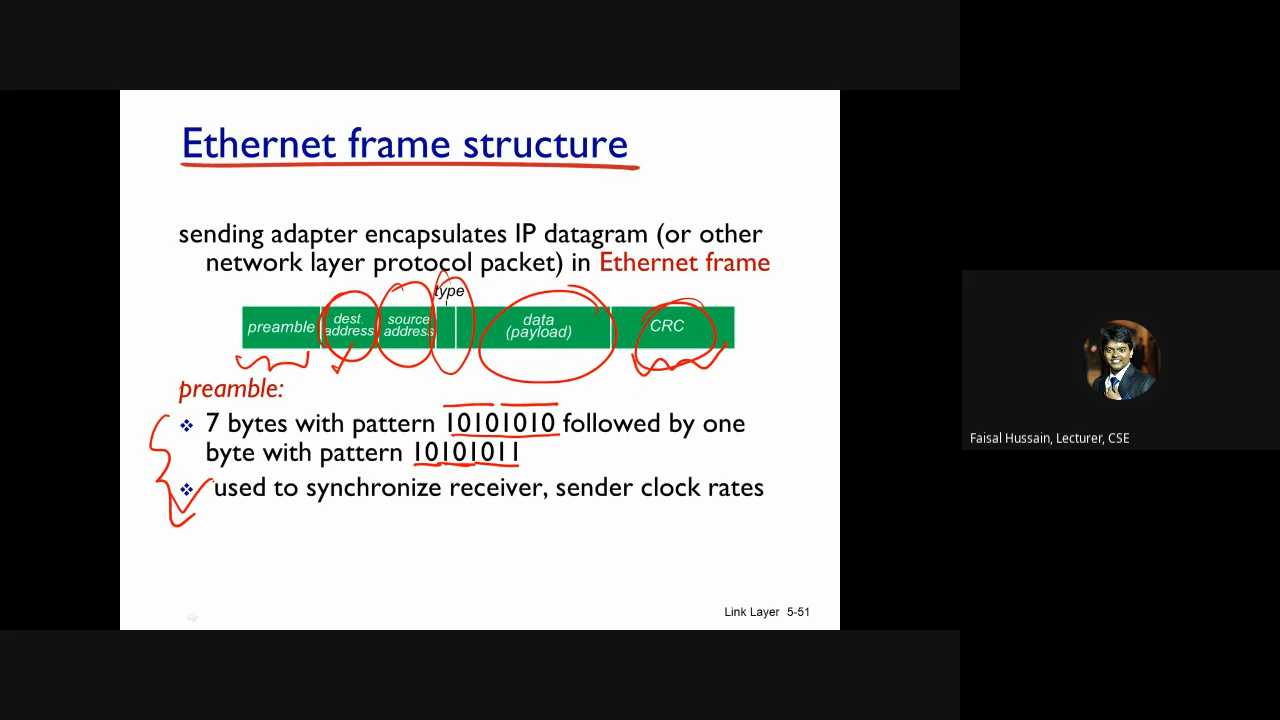 Ethernet frame structure
sending adapter encapsulates IP datagram (or other
network layer protocol packet) in Ethernet frame
type
preamble
dest.
address
source
address
data
(payload)
CRC
preamble:
7 bytes with pattern 10101010 followed by one
byte with pattern 10101011
used to synchronize receiver, sender clock rates
Link Layer 5-51
Faisal Hussain, Lecturer, CSE